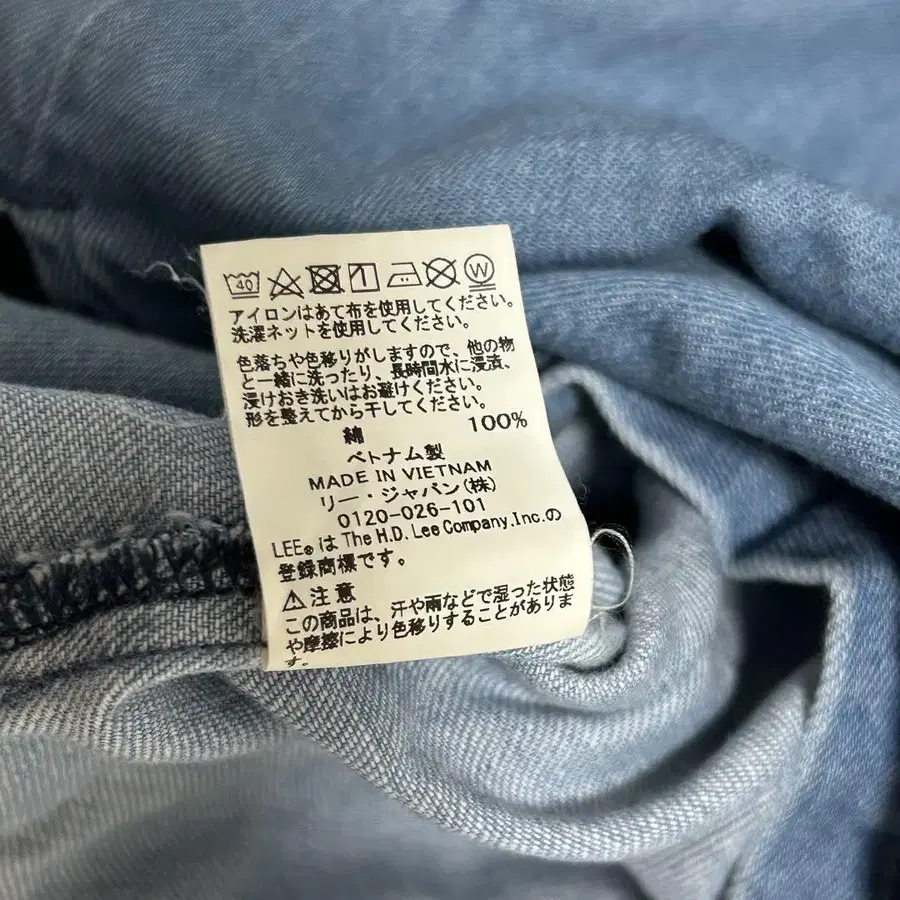 40 W
アイロンはあて布を使用してください。
洗濯ネットを使用してください。
色落ちや色移りがしますので、他の物
と一緒に洗ったり、長時間水に浸漬、
浸けおき洗いはお避けください。
形を整えてから干してください。
綿 100%
ベトナム製
MADE IN VIETNAM
リー・ジャパン(株)
0120-026-101
LEE®は The H.D. Lee Company, Inc.の
登録商標です。
⚠注意
この商品は、汗や雨などで湿った状態
や摩擦により色移りすることがありま
す。